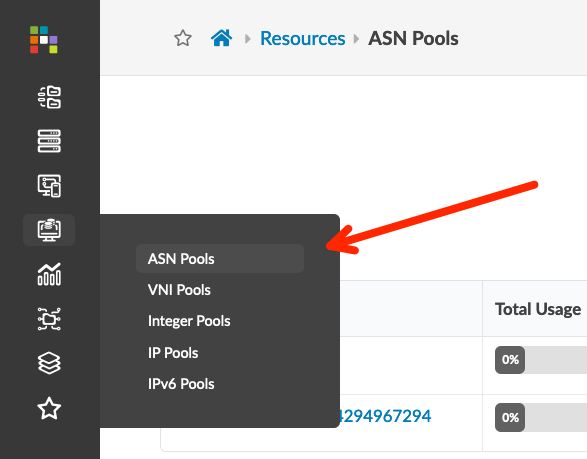 Resources ASN Pools
ASN Pools
VNI Pools
Integer Pools
IP Pools
IPv6 Pools
Total Usage
0%
4294967294
0%